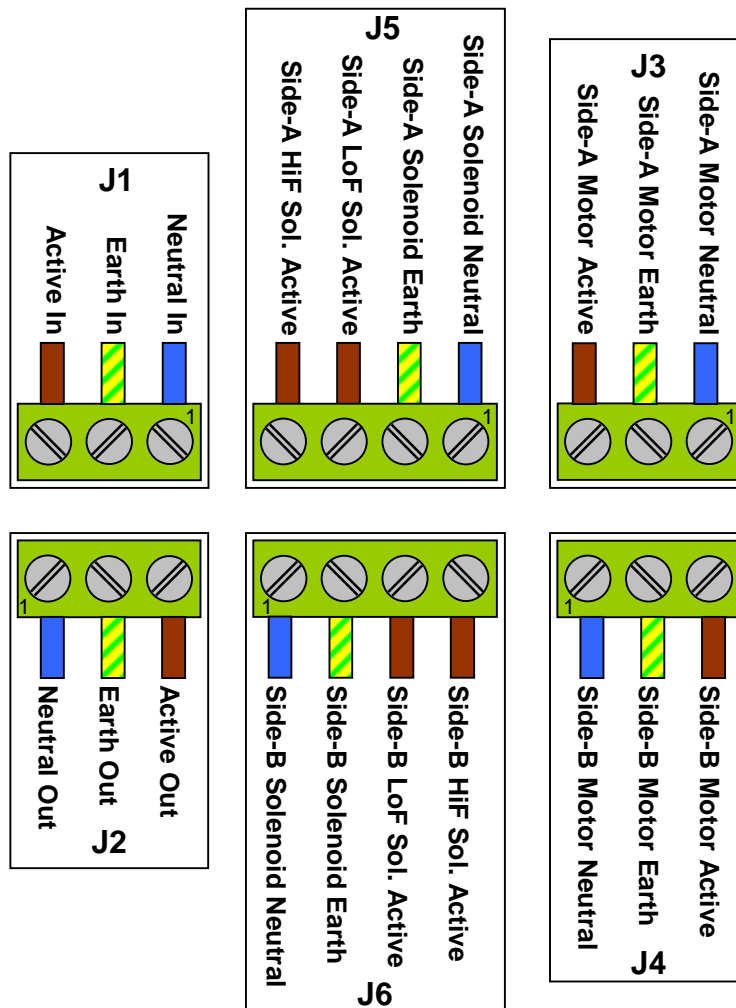 J1
Active In
Earth In
Neutral In
1
J5
Side-A HiF Sol. Active
Side-A LoF Sol. Active
Side-A Solenoid Earth
Side-A Solenoid Neutral
1
J3
Side-A Motor Active
Side-A Motor Earth
Side-A Motor Neutral
1
1
Neutral Out
Earth Out
Active Out
J2
1
Side-B Solenoid Neutral
Side-B Solenoid Earth
Side-B LoF Sol. Active
Side-B HiF Sol. Active
J6
1
Side-B Motor Neutral
Side-B Motor Earth
Side-B Motor Active
J4